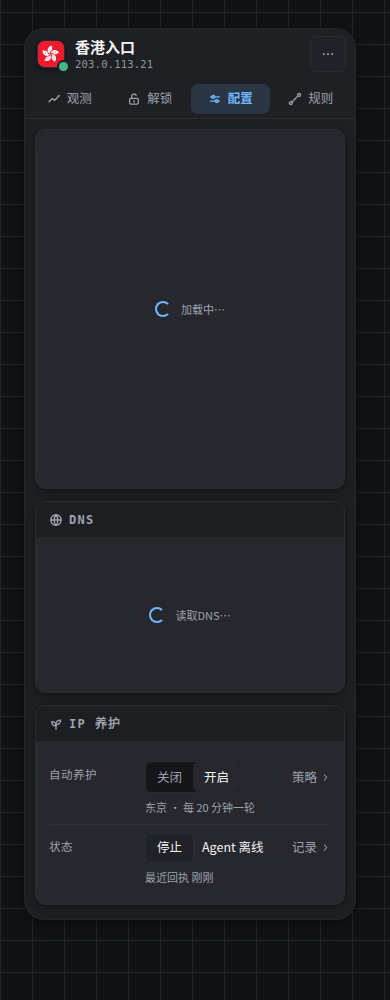 香港入口
203.0.113.21
···
观测 解锁 配置 规则
加载中···
DNS
读取DNS···
IP 养护
自动养护 关闭 开启 策略 ›
东京 · 每 20 分钟一轮
状态 停止 Agent 离线 记录 ›
最近回执 刚刚